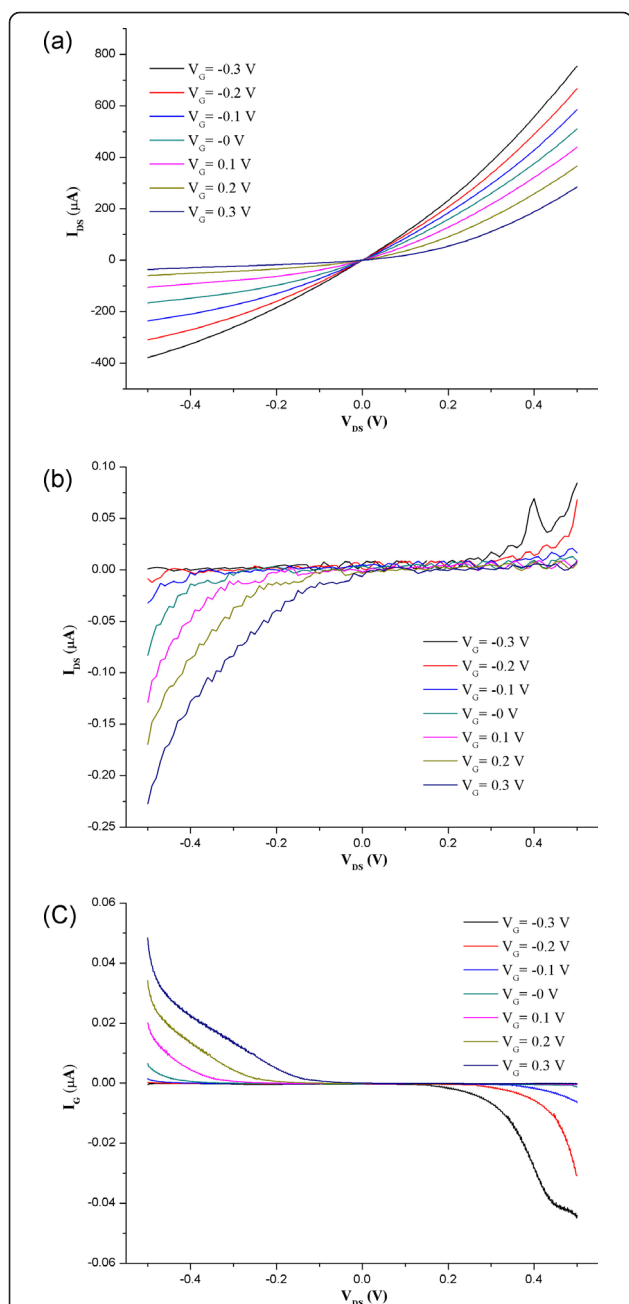 (a)
800
600
400
200
0
-200
-400
I_DS (μA)
V_G= -0.3 V
V_G= -0.2 V
V_G= -0.1 V
V_G= -0 V
V_G= 0.1 V
V_G= 0.2 V
V_G= 0.3 V
-0.4 -0.2 0.0 0.2 0.4
V_DS (V)
(b)
0.10
0.05
0.00
-0.05
-0.10
-0.15
-0.20
-0.25
I_DS (μA)
V_G= -0.3 V
V_G= -0.2 V
V_G= -0.1 V
V_G= -0 V
V_G= 0.1 V
V_G= 0.2 V
V_G= 0.3 V
-0.4 -0.2 0.0 0.2 0.4
V_DS (V)
(C)
0.06
0.04
0.02
0.00
-0.02
-0.04
-0.06
I_G (μA)
V_G= -0.3 V
V_G= -0.2 V
V_G= -0.1 V
V_G= -0 V
V_G= 0.1 V
V_G= 0.2 V
V_G= 0.3 V
-0.4 -0.2 0.0 0.2 0.4
V_DS (V)